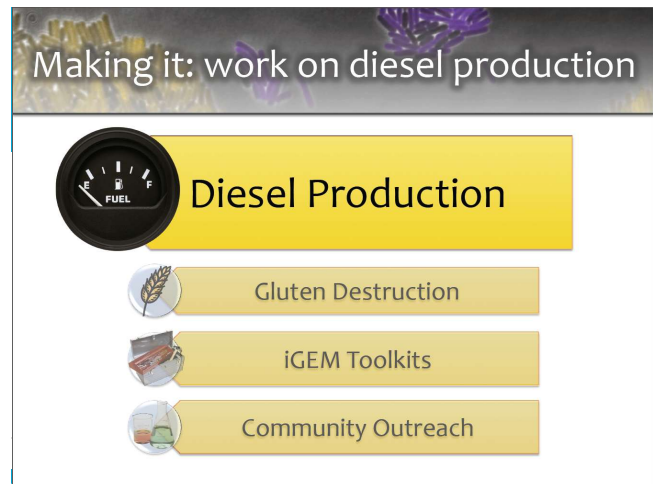 Making it: work on diesel production
E F
FUEL
Diesel Production
Gluten Destruction
iGEM Toolkits
Community Outreach